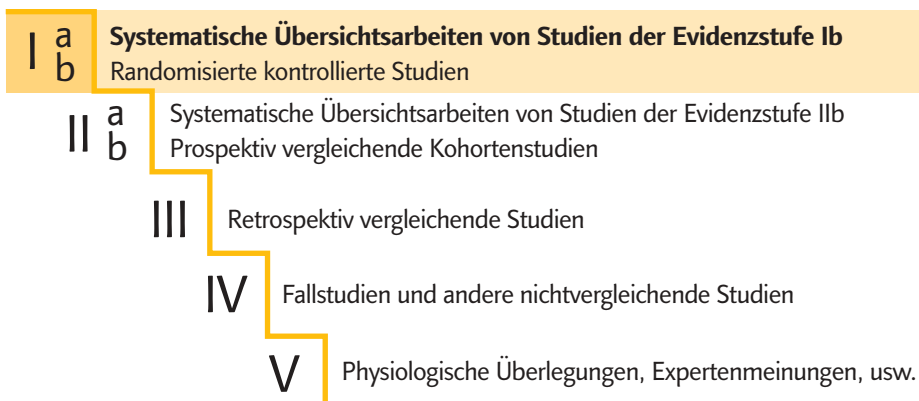 I a Systematische Übersichtsarbeiten von Studien der Evidenzstufe Ib
b Randomisierte kontrollierte Studien
II a Systematische Übersichtsarbeiten von Studien der Evidenzstufe IIb
b Prospektiv vergleichende Kohortenstudien
III Retrospektiv vergleichende Studien
IV Fallstudien und andere nichtvergleichende Studien
V Physiologische Überlegungen, Expertenmeinungen, usw.